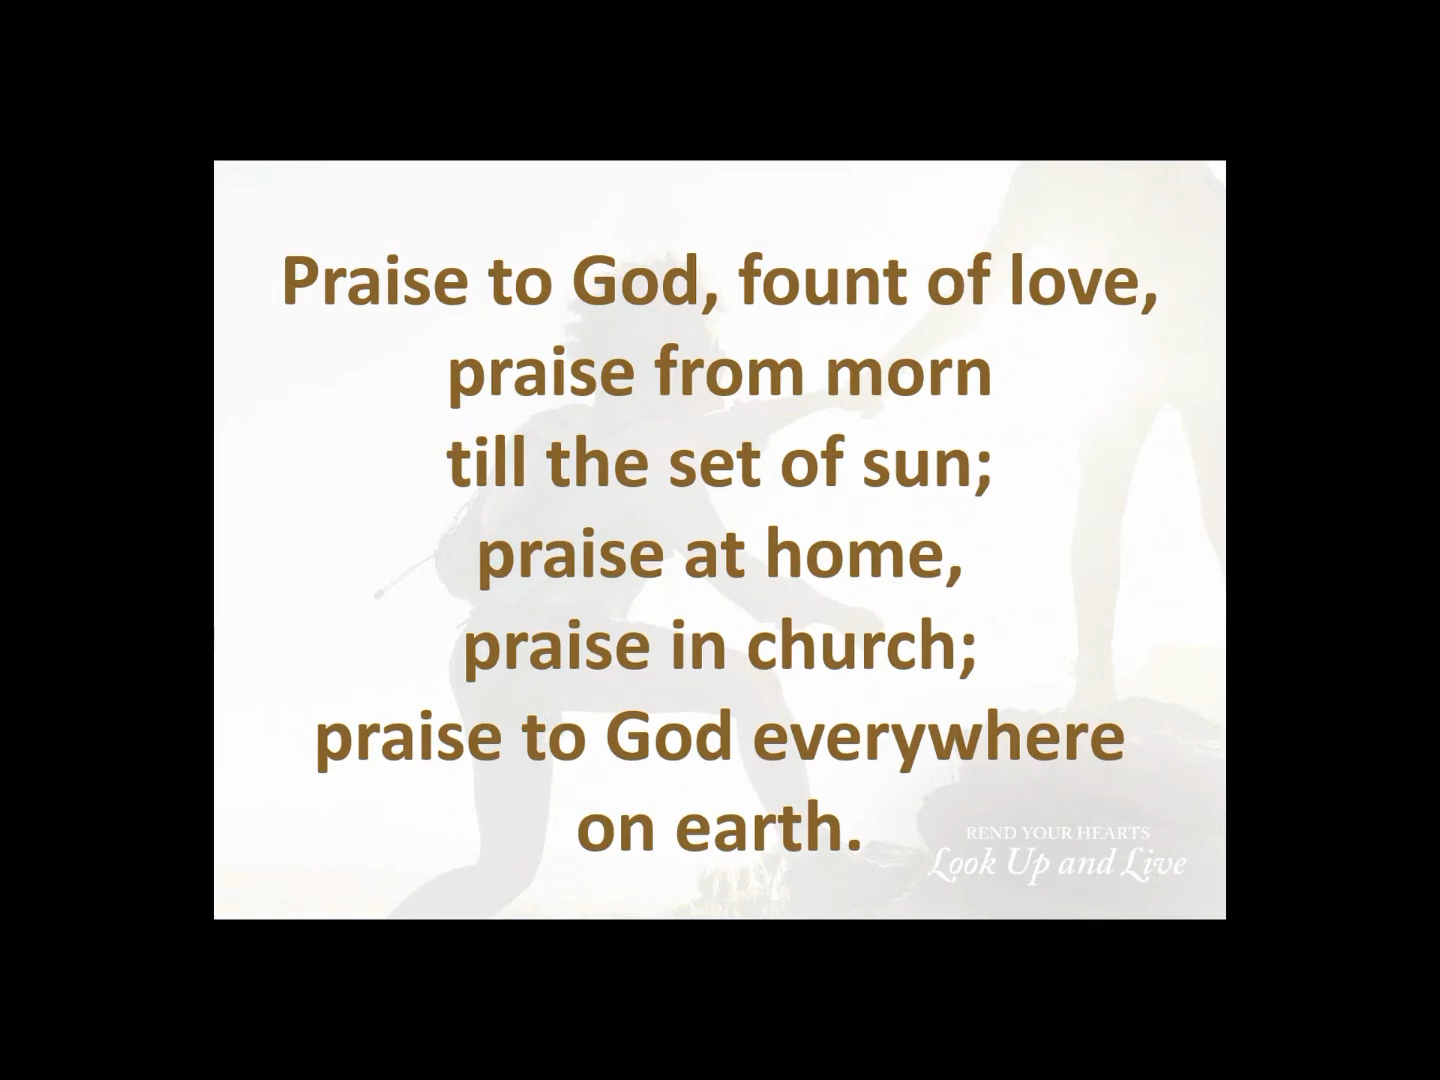 Praise to God, fount of love,
praise from morn
till the set of sun;
praise at home,
praise in church;
praise to God everywhere
on earth.
REND YOUR HEARTS
Look Up and Live